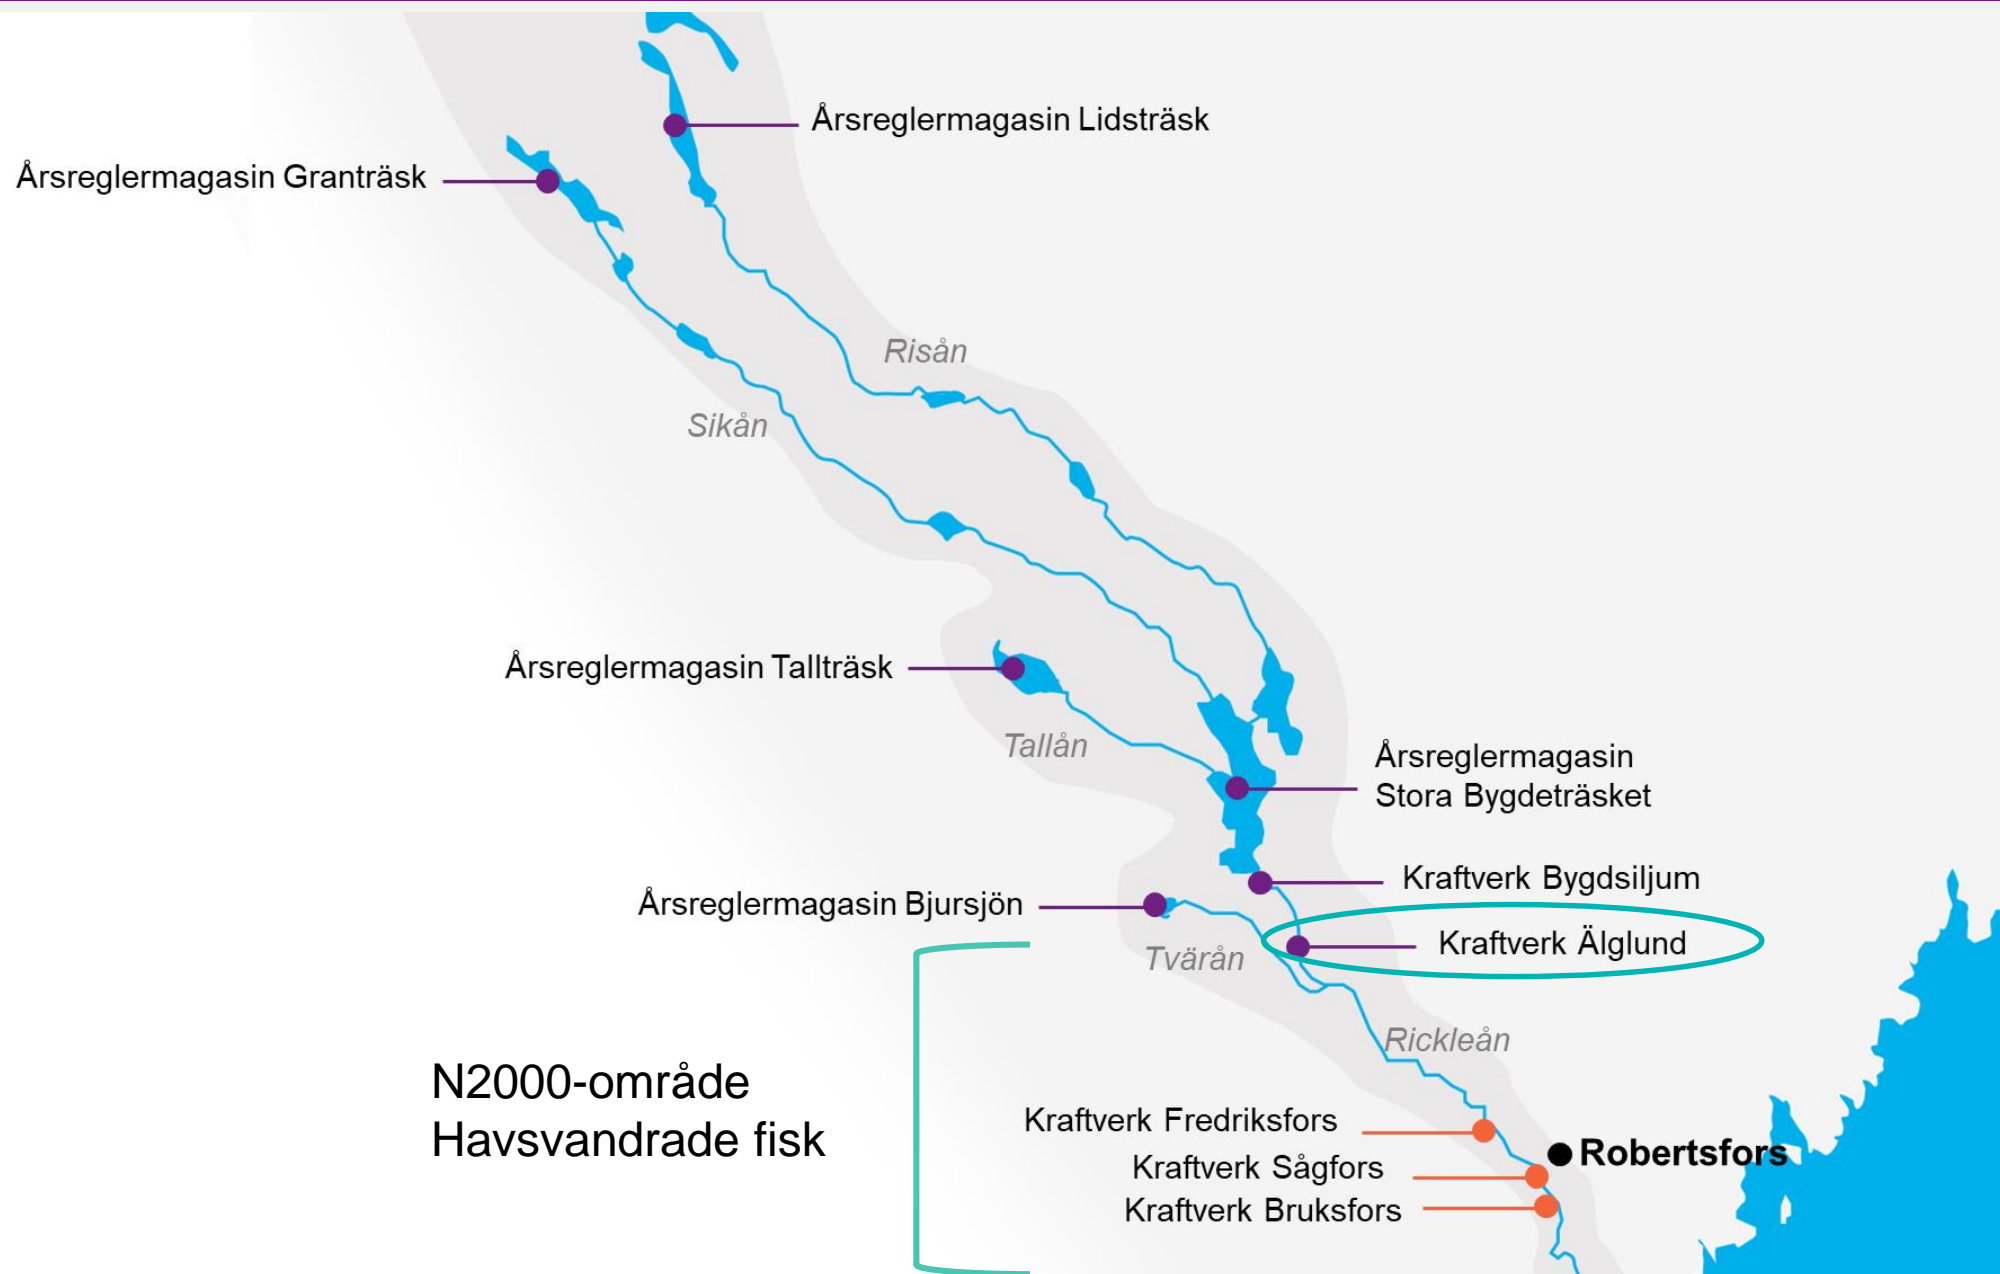 Årsreglermagasin Lidsträsk
Årsreglermagasin Granträsk
Risån
Sikån
Årsreglermagasin Tallträsk
Tallån
Årsreglermagasin
Stora Bygdeträsket
Kraftverk Bygdsiljum
Årsreglermagasin Bjursjön
Kraftverk Älglund
Tvärån
Rickleån
N2000-område
Havsvandrade fisk
Kraftverk Fredriksfors
Robertsfors
Kraftverk Sågfors
Kraftverk Bruksfors